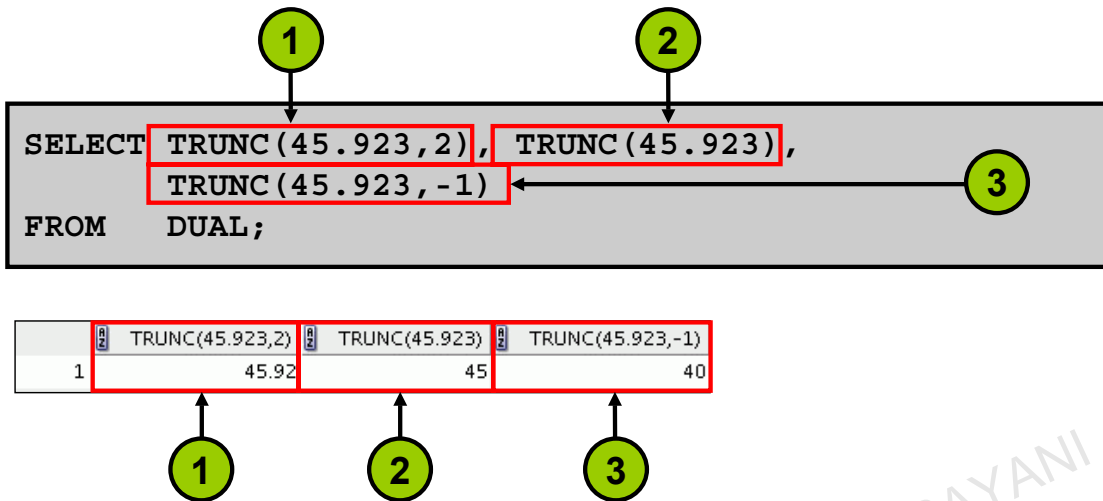 1 2
SELECT TRUNC(45.923,2), TRUNC(45.923),
TRUNC(45.923,-1) 3
FROM DUAL;
TRUNC(45.923,2) TRUNC(45.923) TRUNC(45.923,-1)
1 45.92 45 40
1 2 3